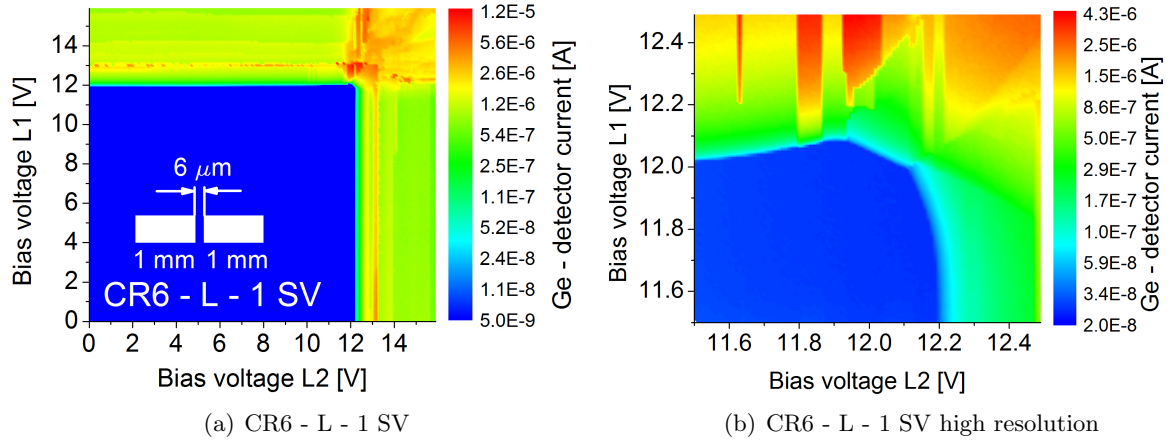 Bias voltage L1 [V]
14
12
10
8
6
4
2
0
0 2 4 6 8 10 12 14
Bias voltage L2 [V]
6 μm
1 mm 1 mm
CR6 - L - 1 SV
1.2E-5
5.6E-6
2.6E-6
1.2E-6
5.4E-7
2.5E-7
1.1E-7
5.2E-8
2.4E-8
1.1E-8
5.0E-9
Ge - detector current [A]
(a) CR6 - L - 1 SV
Bias voltage L1 [V]
12.4
12.2
12.0
11.8
11.6
11.6 11.8 12.0 12.2 12.4
Bias voltage L2 [V]
4.3E-6
2.5E-6
1.5E-6
8.6E-7
5.0E-7
2.9E-7
1.7E-7
1.0E-7
5.9E-8
3.4E-8
2.0E-8
Ge - detector current [A]
(b) CR6 - L - 1 SV high resolution